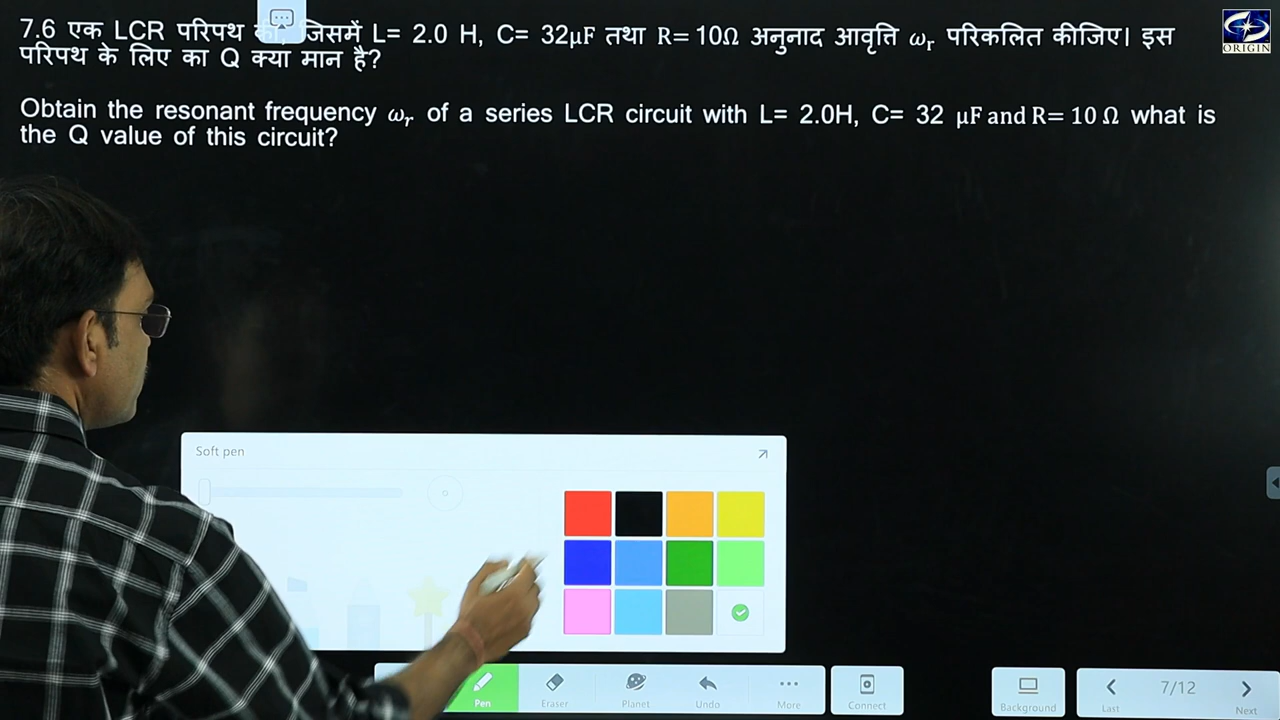 7.6 एक LCR परिपथ की, जिसमें L= 2.0 H, C= 32μF तथा R= 10Ω अनुनाद आवृत्ति ωᵣ परिकलित कीजिए। इस
परिपथ के लिए का Q क्या मान है?
Obtain the resonant frequency ωᵣ of a series LCR circuit with L= 2.0H, C= 32 μF and R= 10 Ω what is
the Q value of this circuit?
ORIGIN
Soft pen
Pen Eraser Planet Undo More Connect Background Last 7/12 Next